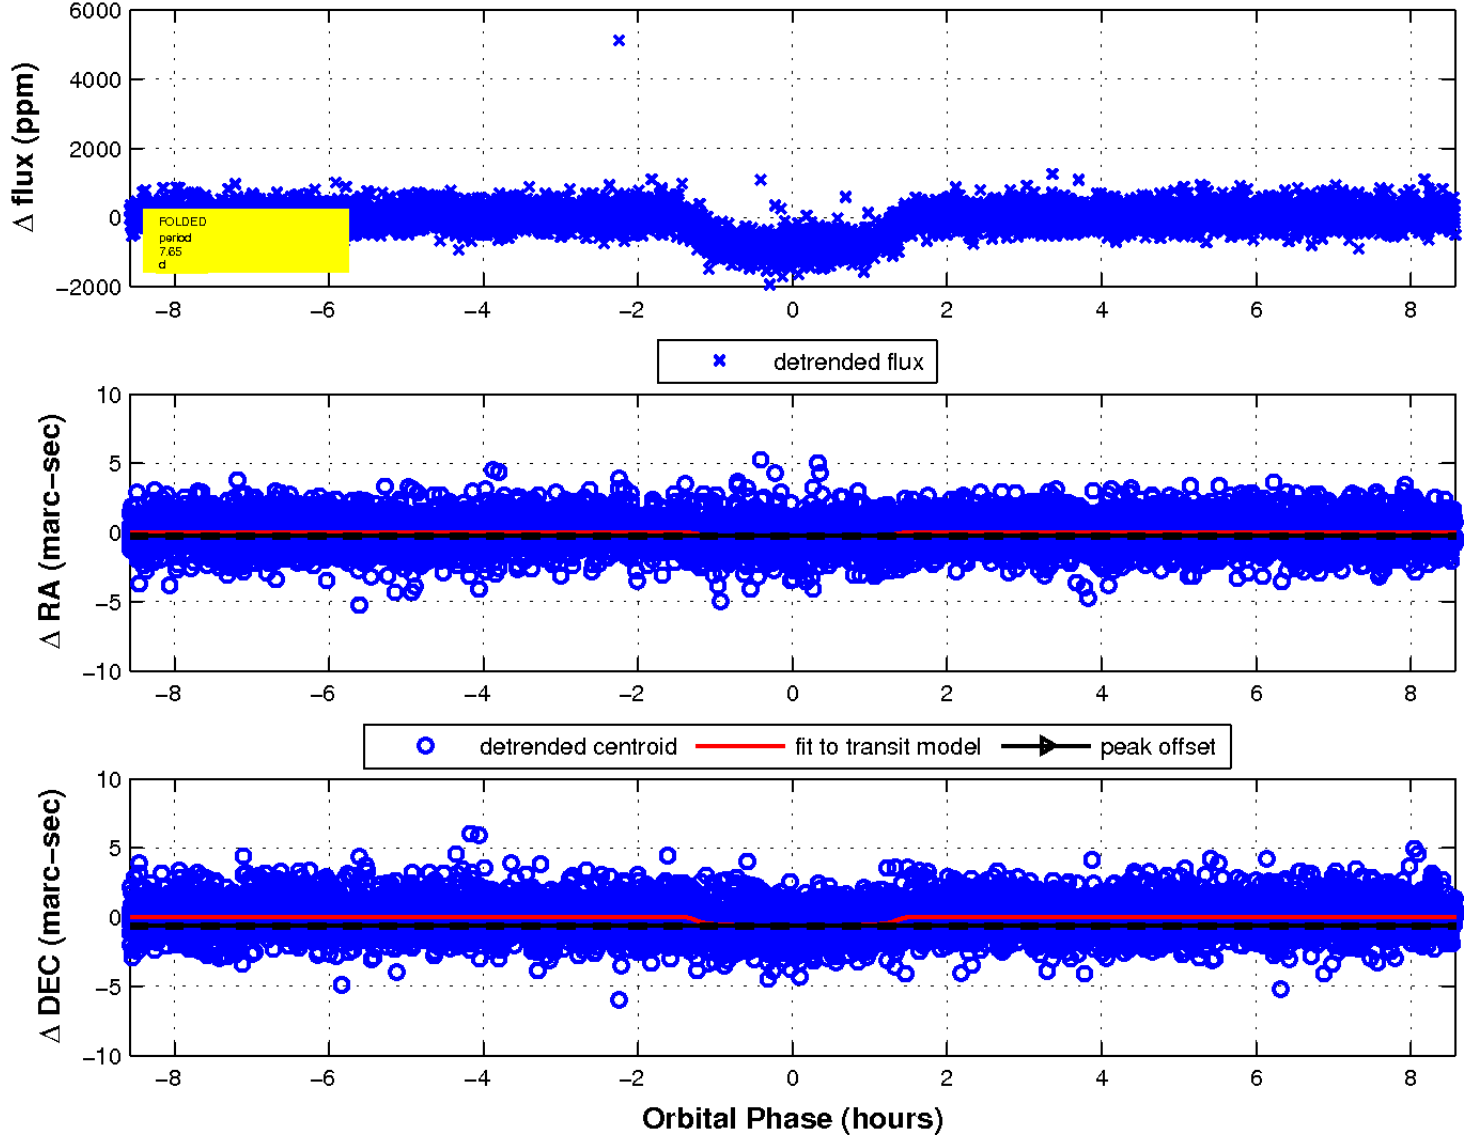 6000
4000
2000
0
−2000
Δ flux (ppm)
FOLDED
period
7.65
d
−8 −6 −4 −2 0 2 4 6 8
detrended flux
10
5
0
−5
−10
Δ RA (marc−sec)
−8 −6 −4 −2 0 2 4 6 8
detrended centroid fit to transit model peak offset
10
5
0
−5
−10
Δ DEC (marc−sec)
−8 −6 −4 −2 0 2 4 6 8
Orbital Phase (hours)